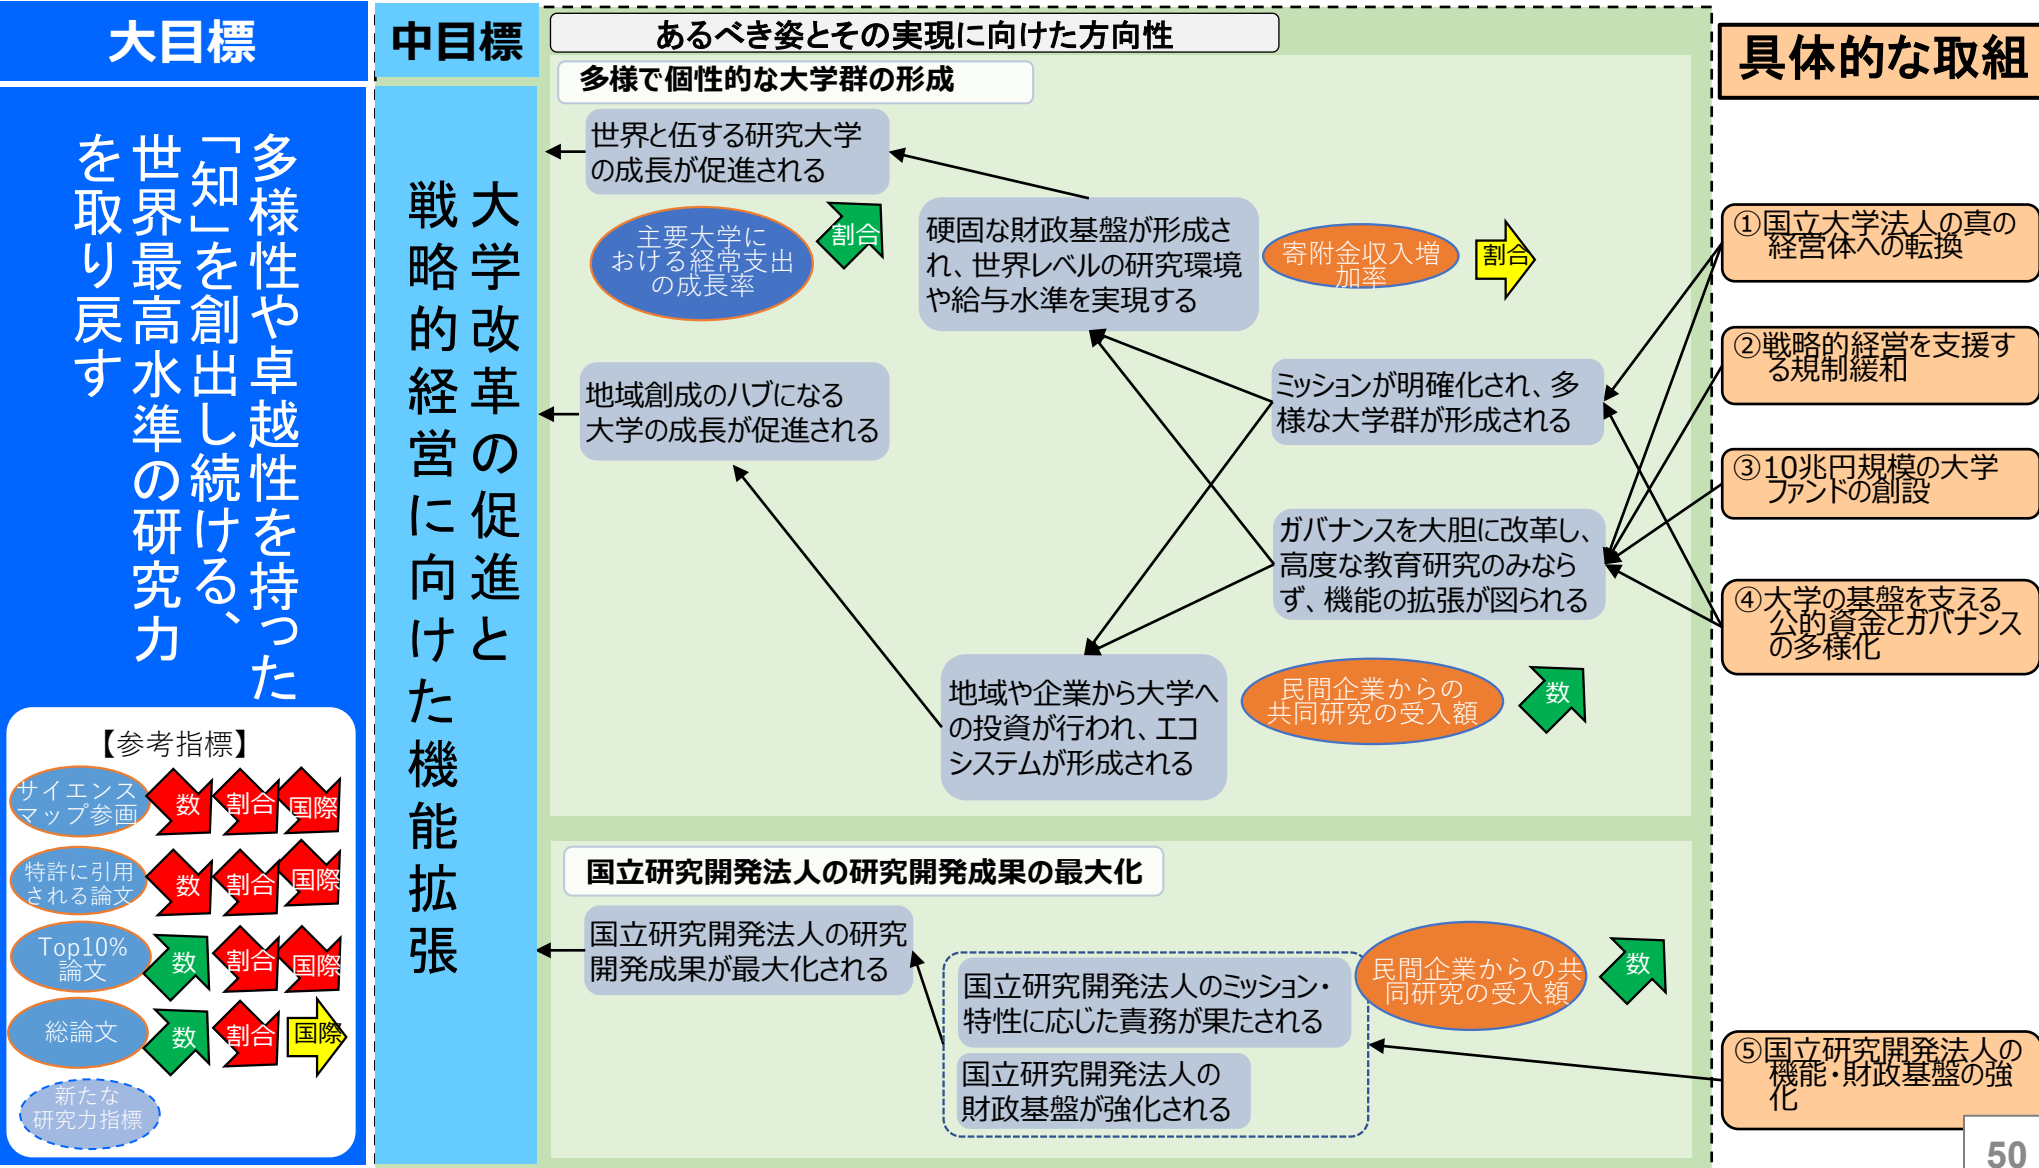 大目標
多様性や卓越性を持った
「知」を創出し続ける、
世界最高水準の研究力
を取り戻す
【参考指標】
サイエンス
マップ参画
数
割合
国際
特許に引用
される論文
数
割合
国際
Top10%
論文
数
割合
国際
総論文
数
割合
国際
新たな
研究力指標
中目標
大学改革の促進と
戦略的経営に向けた機能拡張
あるべき姿とその実現に向けた方向性
多様で個性的な大学群の形成
世界と伍する研究大学
の成長が促進される
主要大学に
おける経常支出
の成長率
割合
硬固な財政基盤が形成さ
れ、世界レベルの研究環境
や給与水準を実現する
寄附金収入増
加率
割合
地域創成のハブになる
大学の成長が促進される
ミッションが明確化され、多
様な大学群が形成される
ガバナンスを大胆に改革し、
高度な教育研究のみなら
ず、機能の拡張が図られる
地域や企業から大学へ
の投資が行われ、エコ
システムが形成される
民間企業からの
共同研究の受入額
数
国立研究開発法人の研究開発成果の最大化
国立研究開発法人の研究
開発成果が最大化される
国立研究開発法人のミッション・
特性に応じた責務が果たされる
国立研究開発法人の
財政基盤が強化される
民間企業からの共
同研究の受入額
数
具体的な取組
①国立大学法人の真の
経営体への転換
②戦略的経営を支援す
る規制緩和
③10兆円規模の大学
ファンドの創設
④大学の基盤を支える
公的資金とガバナンス
の多様化
⑤国立研究開発法人の
機能・財政基盤の強
化
50